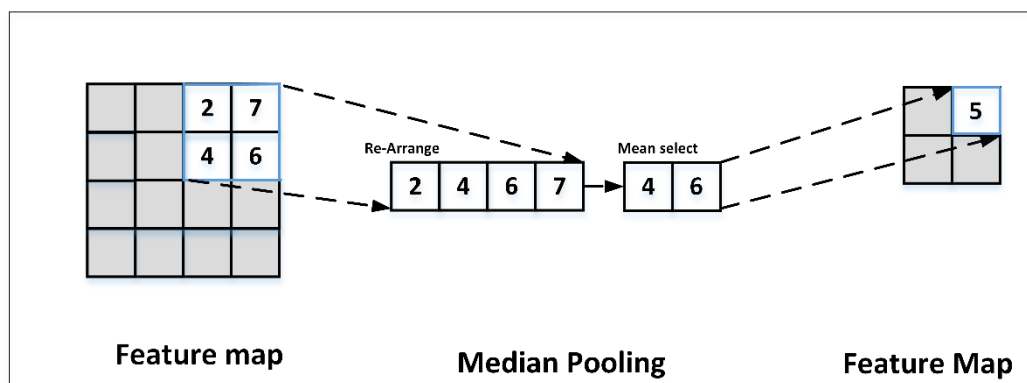 2 7
4 6
Re-Arrange
2 4 6 7
Mean select
4 6
5
Feature map
Median Pooling
Feature Map